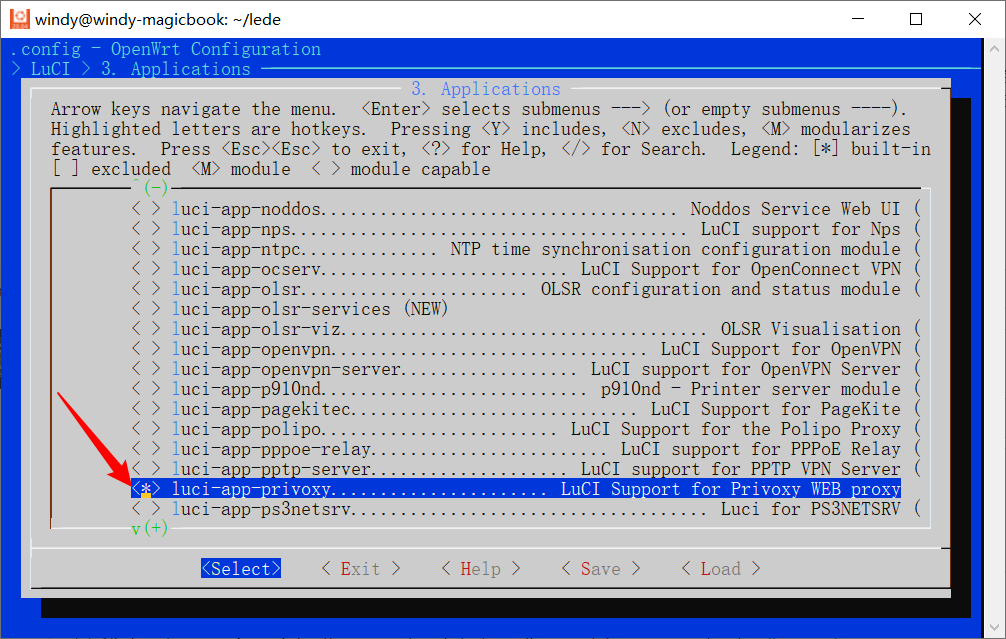 windy@windy-magicbook: ~/lede
.config - OpenWrt Configuration
> LuCI > 3. Applications
3. Applications
Arrow keys navigate the menu.  <Enter> selects submenus ---> (or empty submenus ----).
Highlighted letters are hotkeys.  Pressing <Y> includes, <N> excludes, <M> modularizes
features.  Press <Esc><Esc> to exit, <?> for Help, </> for Search.  Legend: [*] built-in
[ ] excluded  <M> module  < > module capable
^(-)
< > luci-app-noddos................................... Noddos Service Web UI (
< > luci-app-nps....................................... LuCI support for Nps (
< > luci-app-ntpc.............. NTP time synchronisation configuration module (
< > luci-app-ocserv......................... LuCI Support for OpenConnect VPN (
< > luci-app-olsr....................... OLSR configuration and status module (
< > luci-app-olsr-services (NEW)
< > luci-app-olsr-viz..................................... OLSR Visualisation (
< > luci-app-openvpn................................ LuCI Support for OpenVPN (
< > luci-app-openvpn-server.................. LuCI support for OpenVPN Server (
< > luci-app-p910nd.......................... p910nd - Printer server module (
< > luci-app-pagekitec............................. LuCI Support for PageKite (
< > luci-app-polipo......................... LuCI Support for the Polipo Proxy (
< > luci-app-pppoe-relay........................ LuCI support for PPPoE Relay (
< > luci-app-pptp-server..................... LuCI support for PPTP VPN Server (
<*> luci-app-privoxy...................... LuCI Support for Privoxy WEB proxy
< > luci-app-ps3netsrv.................................... Luci for PS3NETSRV (
v(+)
<Select>    < Exit >    < Help >    < Save >    < Load >